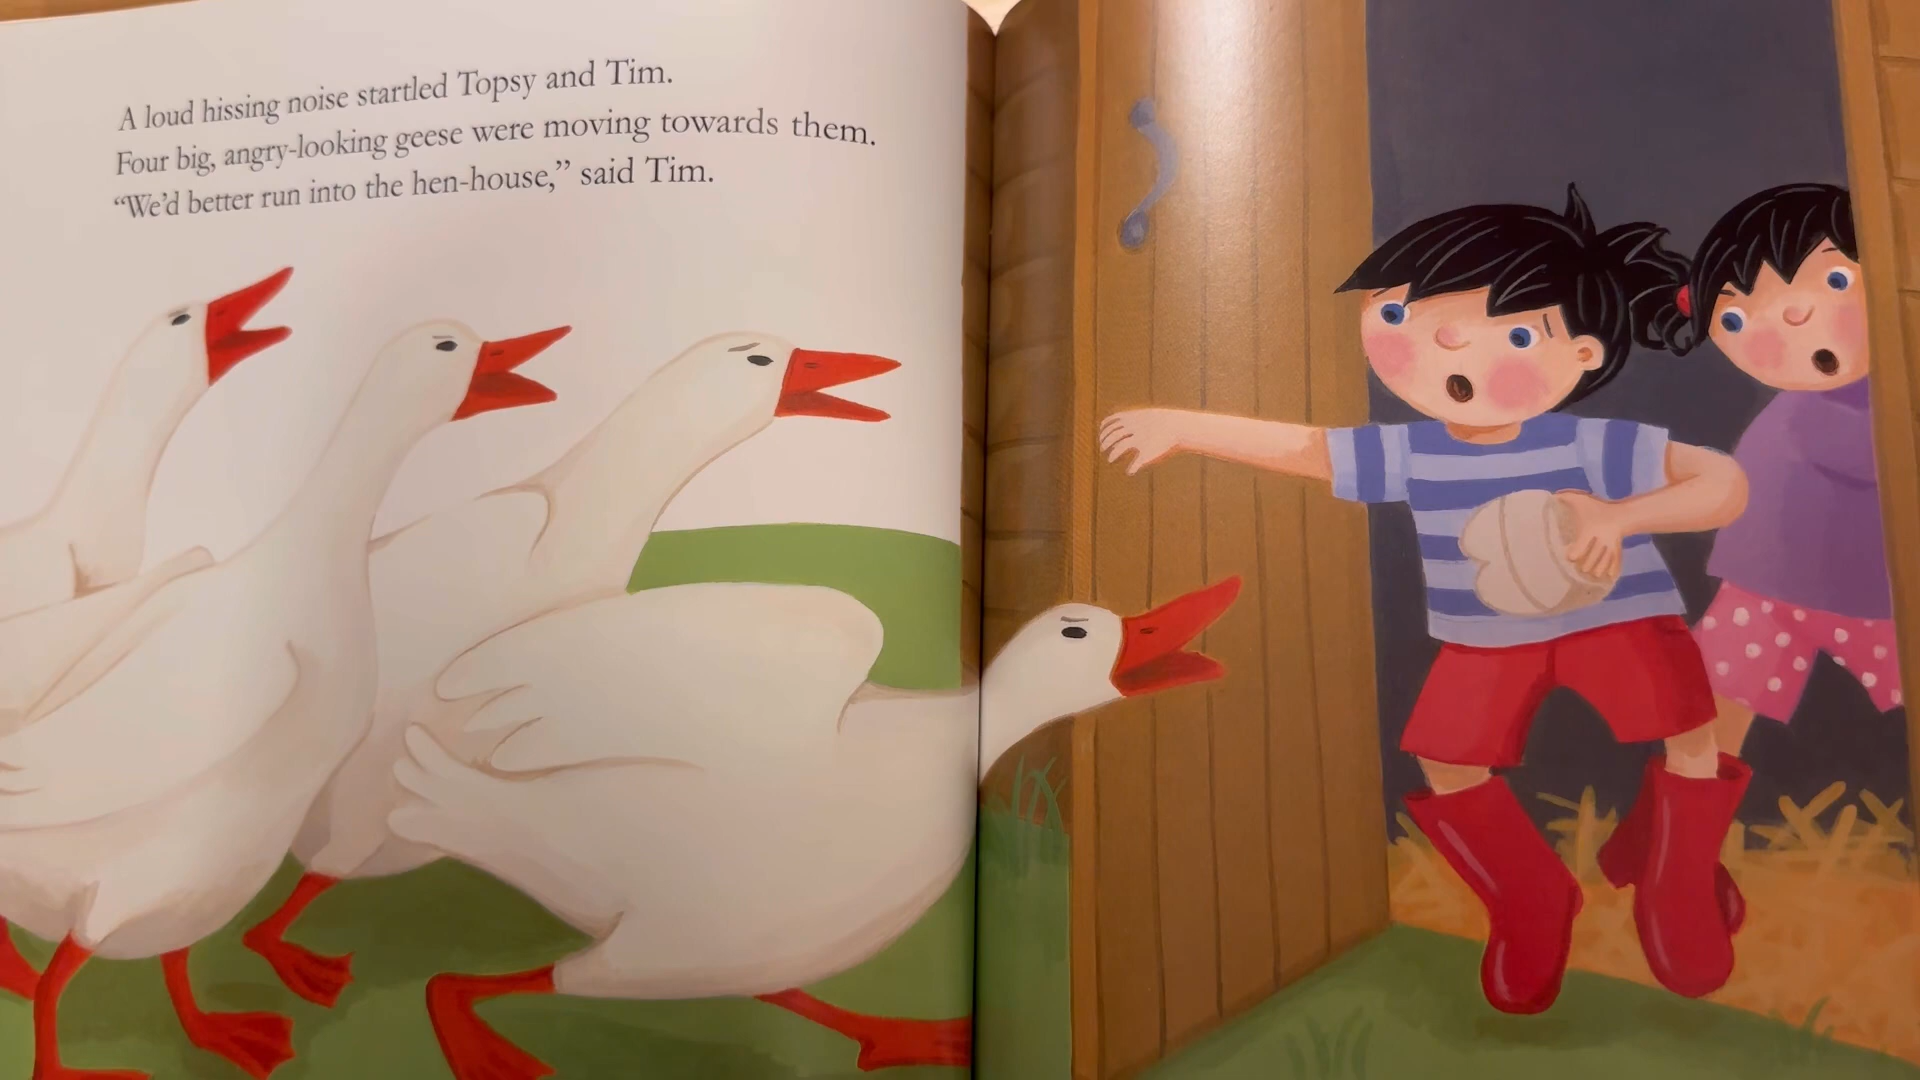 A loud hissing noise startled Topsy and Tim.
Four big, angry-looking geese were moving towards them.
“We’d better run into the hen-house,” said Tim.